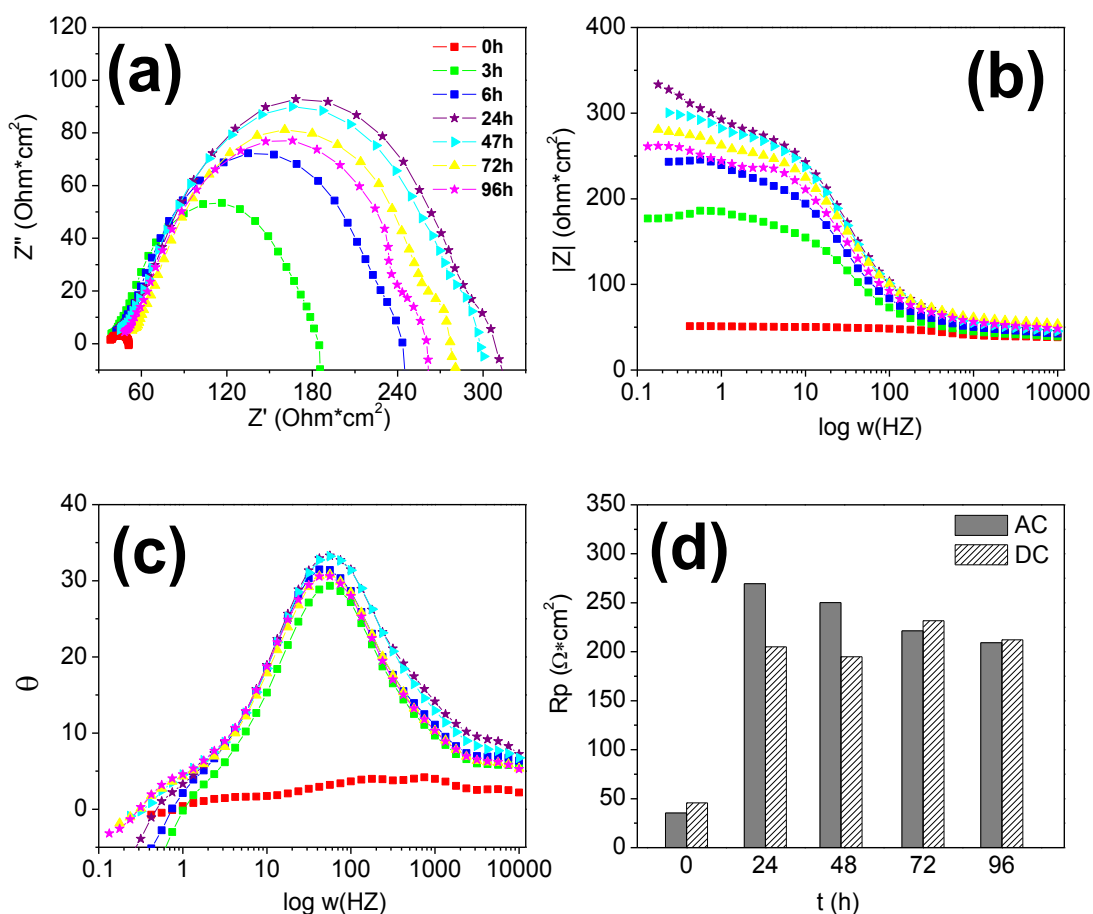 (a)
120
100
80
60
40
20
0
Z'' (Ohm*cm²)
60 120 180 240 300
Z' (Ohm*cm²)
0h
3h
6h
24h
47h
72h
96h
(b)
400
300
200
100
0
|Z| (ohm*cm²)
0.1 1 10 100 1000 10000
log w(HZ)
(c)
40
30
20
10
0
θ
0.1 1 10 100 1000 10000
log w(HZ)
(d)
350
300
250
200
150
100
50
0
Rp (Ω*cm²)
AC
DC
0 24 48 72 96
t (h)